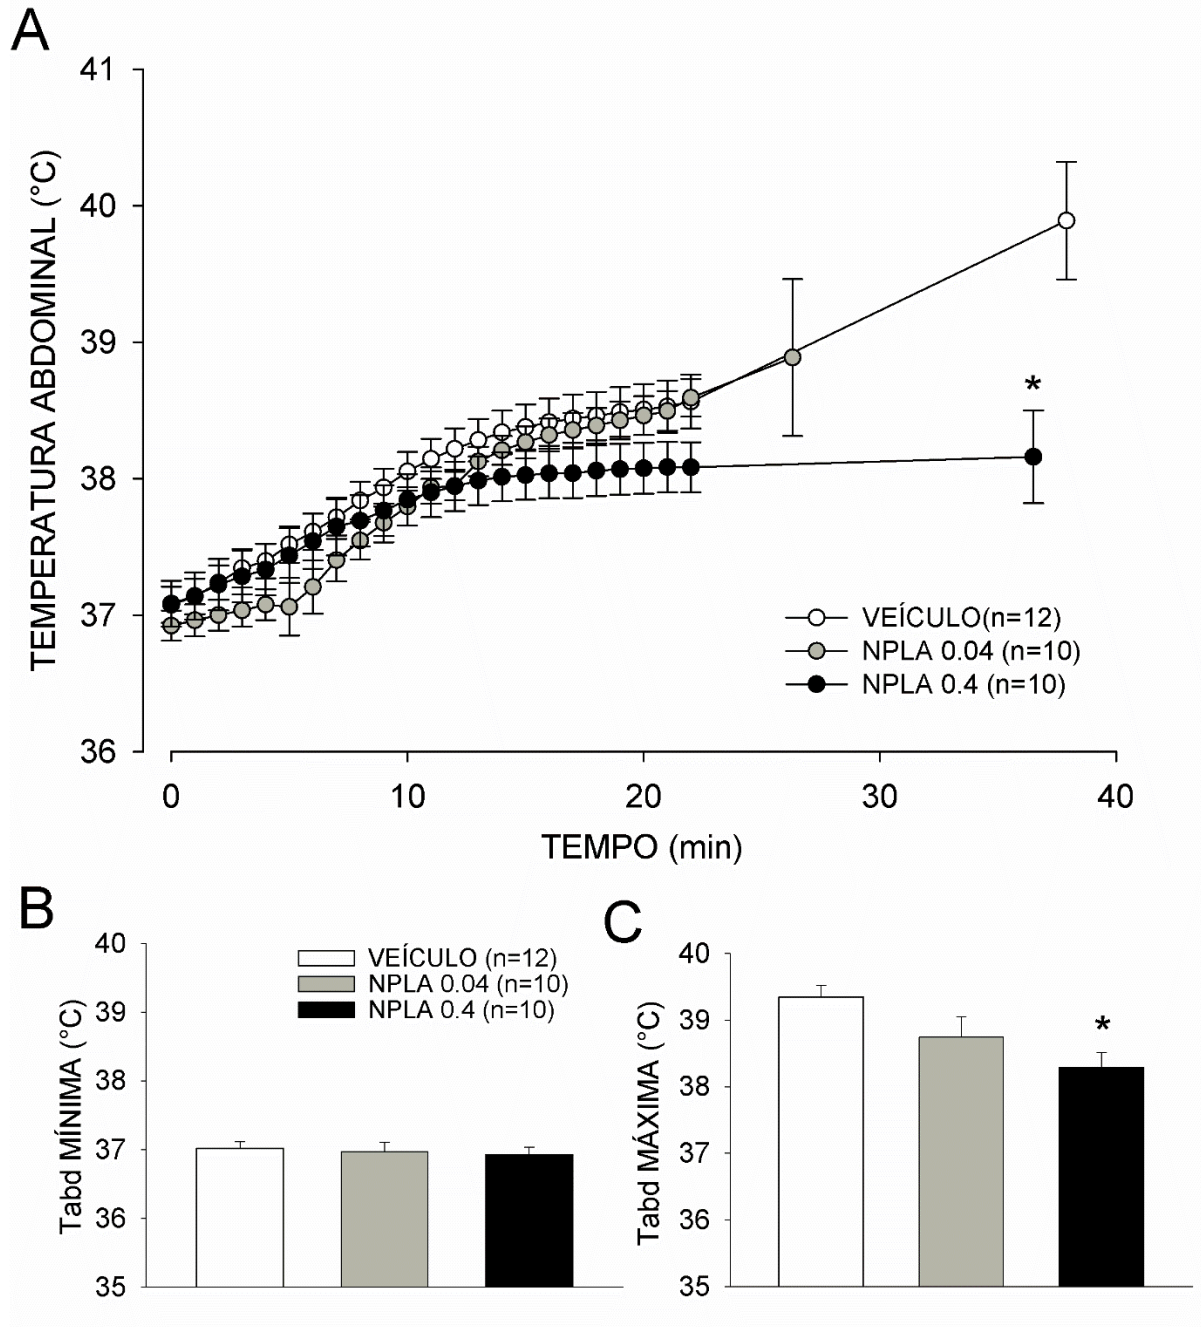 A
41
40
39
38
37
36
TEMPERATURA ABDOMINAL (°C)
*
VEÍCULO(n=12)
NPLA 0.04 (n=10)
NPLA 0.4 (n=10)
0 10 20 30 40
TEMPO (min)
B
40
39
38
37
36
35
Tabd MÍNIMA (°C)
VEÍCULO (n=12)
NPLA 0.04 (n=10)
NPLA 0.4 (n=10)
C
40
39
38
37
36
35
Tabd MÁXIMA (°C)
*